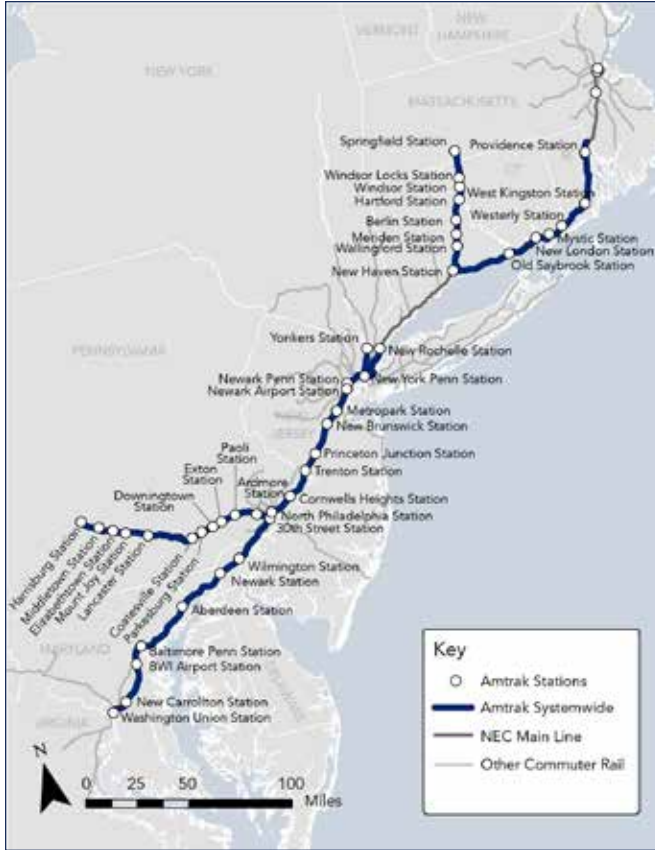 VERMONT
NEW
HAMPSHIRE
NEW YORK
MASSACHUSETTS
Springfield Station
Providence Station
CT
Windsor Locks Station
Windsor Station
West Kingston Station
Hartford Station
Westerly Station
Berlin Station
Mystic Station
Meriden Station
New London Station
Wallingford Station
Old Saybrook Station
New Haven Station
Yonkers Station
New Rochelle Station
PENNSYLVANIA
Newark Penn Station
New York Penn Station
Newark Airport Station
Metropark Station
JERSEY
New Brunswick Station
Princeton Junction Station
Trenton Station
Paoli
Station
Exton
Station
Ardmore
Station
Downingtown
Station
Cornwells Heights Station
North Philadelphia Station
30th Street Station
Harrisburg Station
Middletown Station
Elizabethtown Station
Mount Joy Station
Lancaster Station
Coatesville Station
Parkesburg Station
Wilmington Station
Newark Station
Aberdeen Station
MARYLAND
Baltimore Penn Station
BWI Airport Station
New Carrollton Station
Washington Union Station
Key
Amtrak Stations
Amtrak Systemwide
NEC Main Line
Other Commuter Rail
N
0 25 50 100
Miles